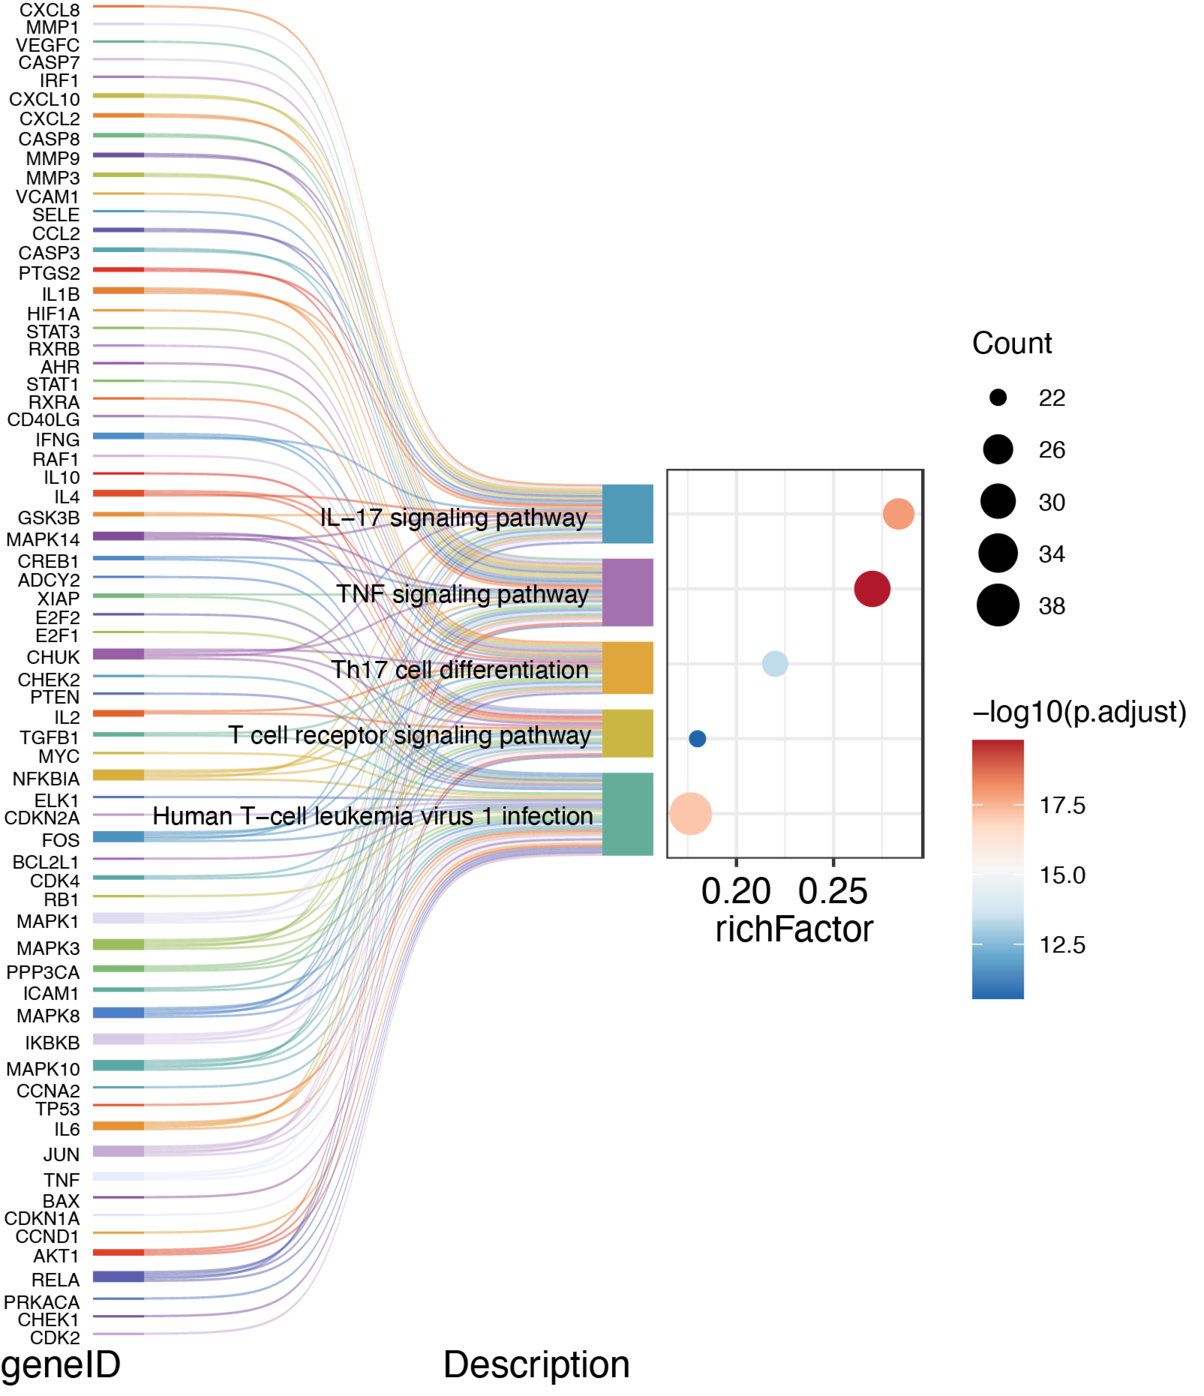 CXCL8
MMP1
VEGFC
CASP7
IRF1
CXCL10
CXCL2
CASP8
MMP9
MMP3
VCAM1
SELE
CCL2
CASP3
PTGS2
IL1B
HIF1A
STAT3
RXRB
AHR
STAT1
RXRA
CD40LG
IFNG
RAF1
IL10
IL4
GSK3B
MAPK14
CREB1
ADCY2
XIAP
E2F2
E2F1
CHUK
CHEK2
PTEN
IL2
TGFB1
MYC
NFKBIA
ELK1
CDKN2A
FOS
BCL2L1
CDK4
RB1
MAPK1
MAPK3
PPP3CA
ICAM1
MAPK8
IKBKB
MAPK10
CCNA2
TP53
IL6
JUN
TNF
BAX
CDKN1A
CCND1
AKT1
RELA
PRKACA
CHEK1
CDK2
geneID
IL−17 signaling pathway
TNF signaling pathway
Th17 cell differentiation
T cell receptor signaling pathway
Human T−cell leukemia virus 1 infection
Description
0.20 0.25
richFactor
Count
22
26
30
34
38
−log10(p.adjust)
17.5
15.0
12.5